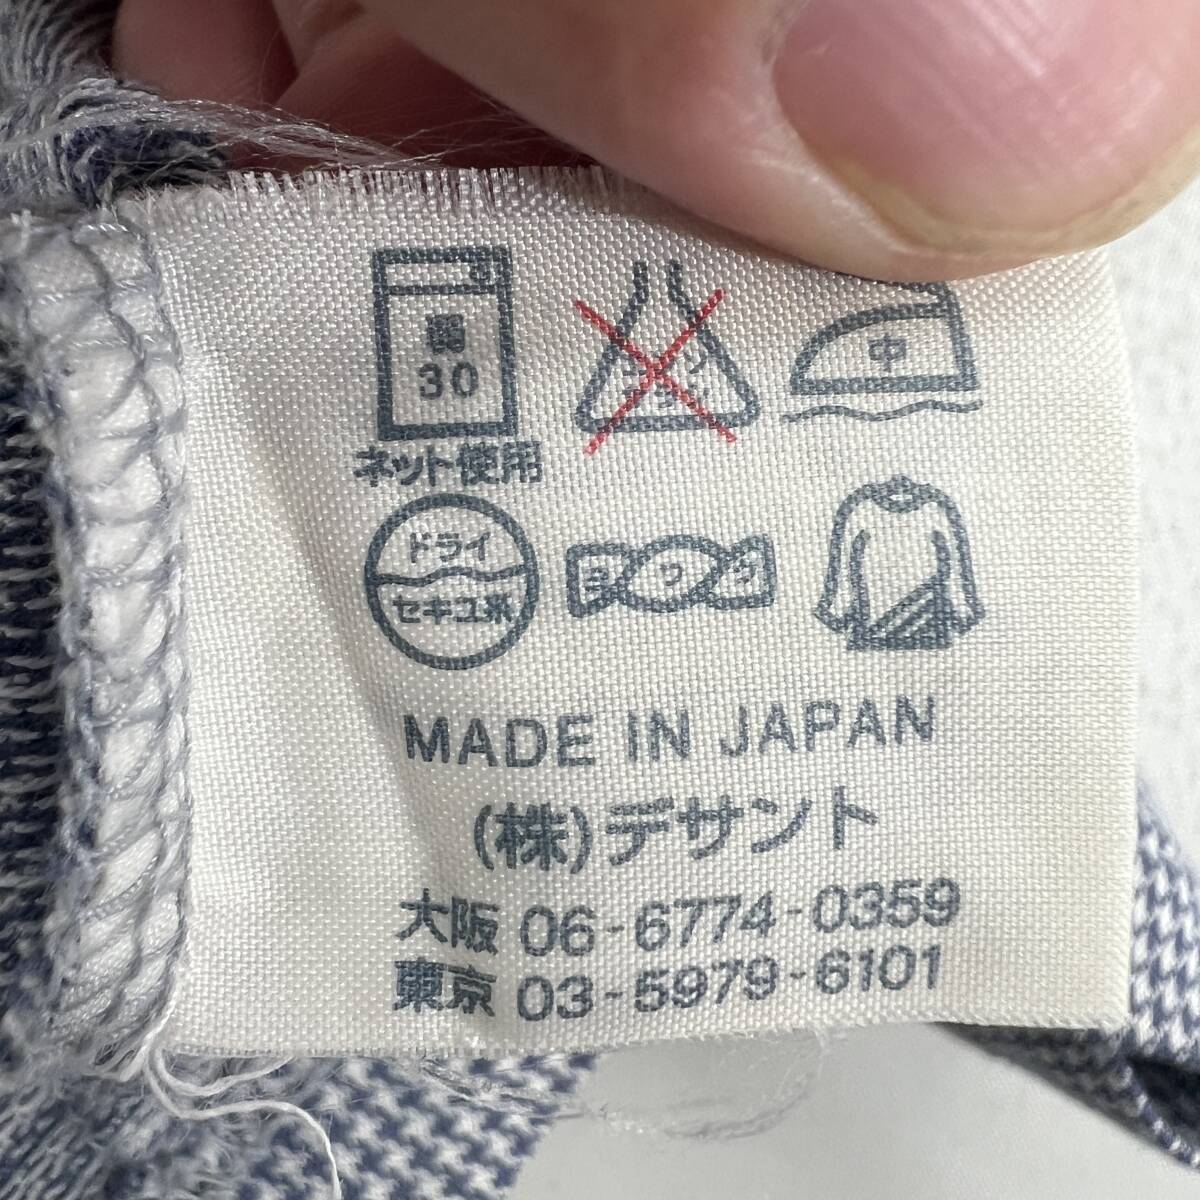 弱
30
中
ネット使用
ドライ
セキユ系
ヨワク
MADE IN JAPAN
(株)デサント
大阪 06-6774-0359
東京 03-5979-6101